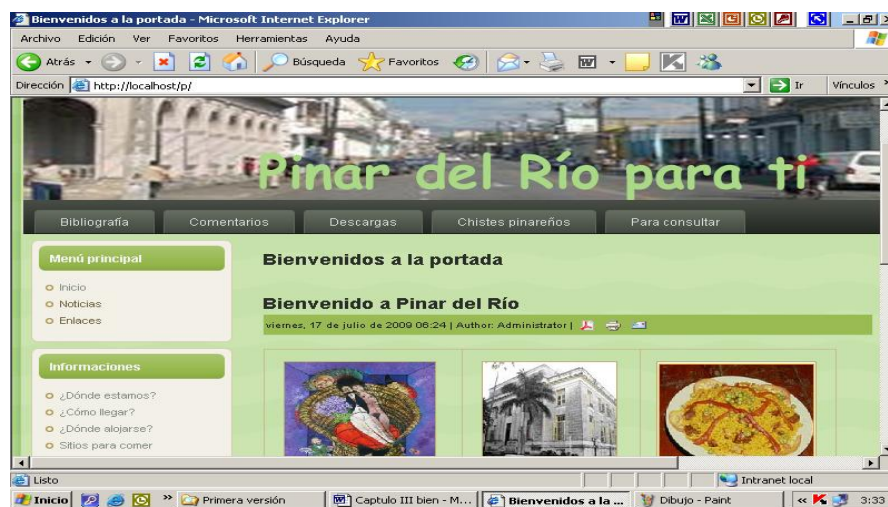 Bienvenidos a la portada - Microsoft Internet Explorer
Archivo Edición Ver Favoritos Herramientas Ayuda
Atrás Búsqueda Favoritos
Dirección http://localhost/p/ Ir Vínculos
Pinar del Río para ti
Bibliografía Comentarios Descargas Chistes pinareños Para consultar
Menú principal
Inicio
Noticias
Enlaces
Informaciones
¿Dónde estamos?
¿Cómo llegar?
¿Dónde alojarse?
Sitios para comer
Bienvenidos a la portada
Bienvenido a Pinar del Río
viernes, 17 de julio de 2009 06:24 | Author: Administrator |
Listo Intranet local
Inicio Primera versión Captulo III bien - M... Bienvenidos a la ... Dibujo - Paint 3:33